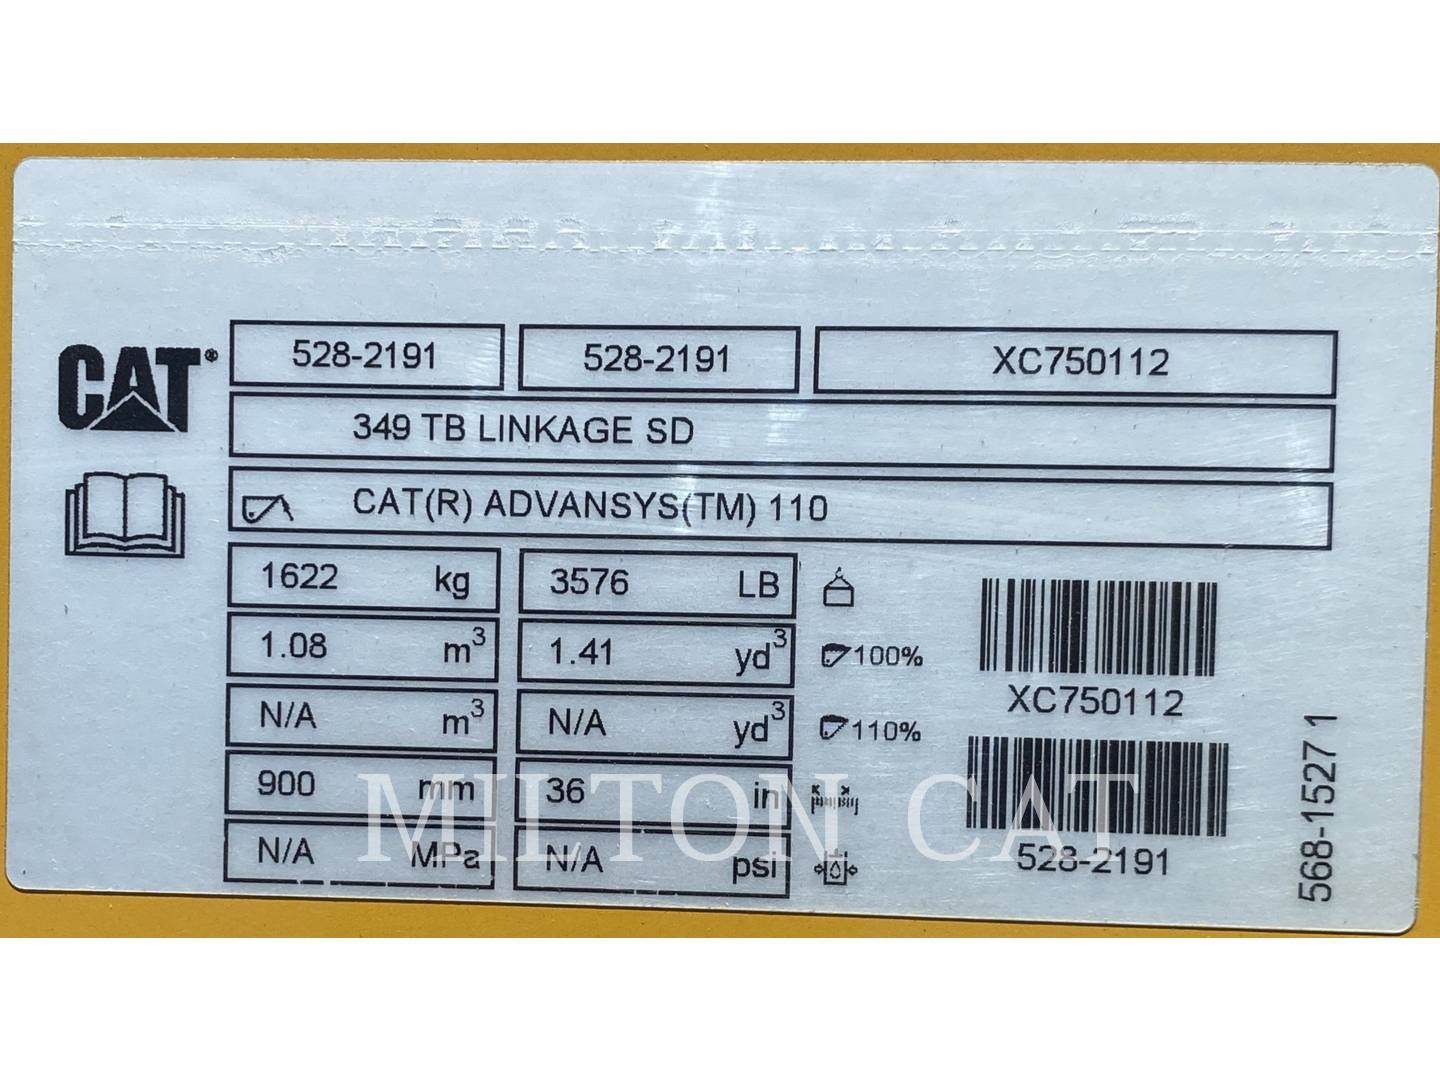 CAT®
528-2191 528-2191 XC750112
349 TB LINKAGE SD
CAT(R) ADVANSYS(TM) 110
1622 kg 3576 LB
1.08 m³ 1.41 yd³ 100%
N/A m³ N/A yd³ 110%
900 mm 36 in
N/A MPa N/A psi
XC750112
528-2191
568-1527 1
MILTON CAT